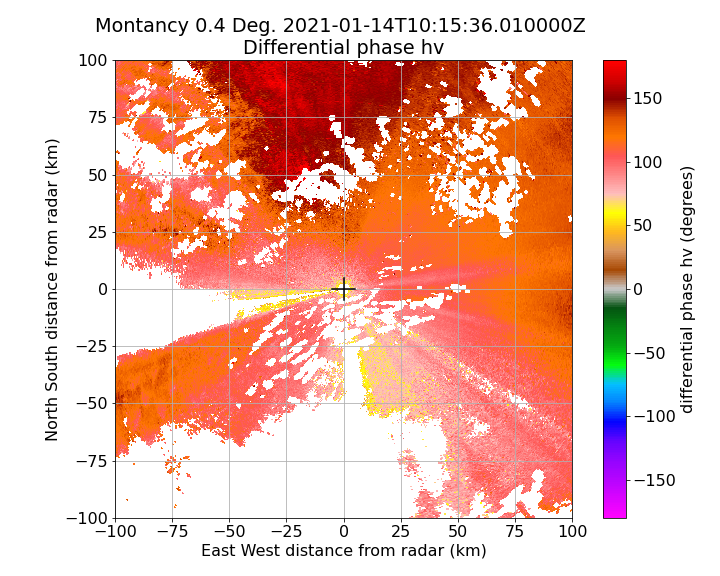 Montancy 0.4 Deg. 2021-01-14T10:15:36.010000Z
Differential phase hv
100
75
50
25
0
−25
−50
−75
−100
−100 −75 −50 −25 0 25 50 75 100
North South distance from radar (km)
East West distance from radar (km)
150
100
50
0
−50
−100
−150
differential phase hv (degrees)